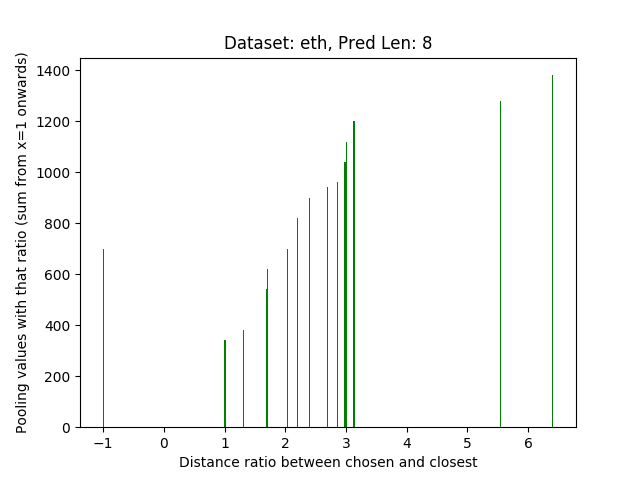 Dataset: eth, Pred Len: 8
Pooling values with that ratio (sum from x=1 onwards)
1400
1200
1000
800
600
400
200
0
−1 0 1 2 3 4 5 6
Distance ratio between chosen and closest